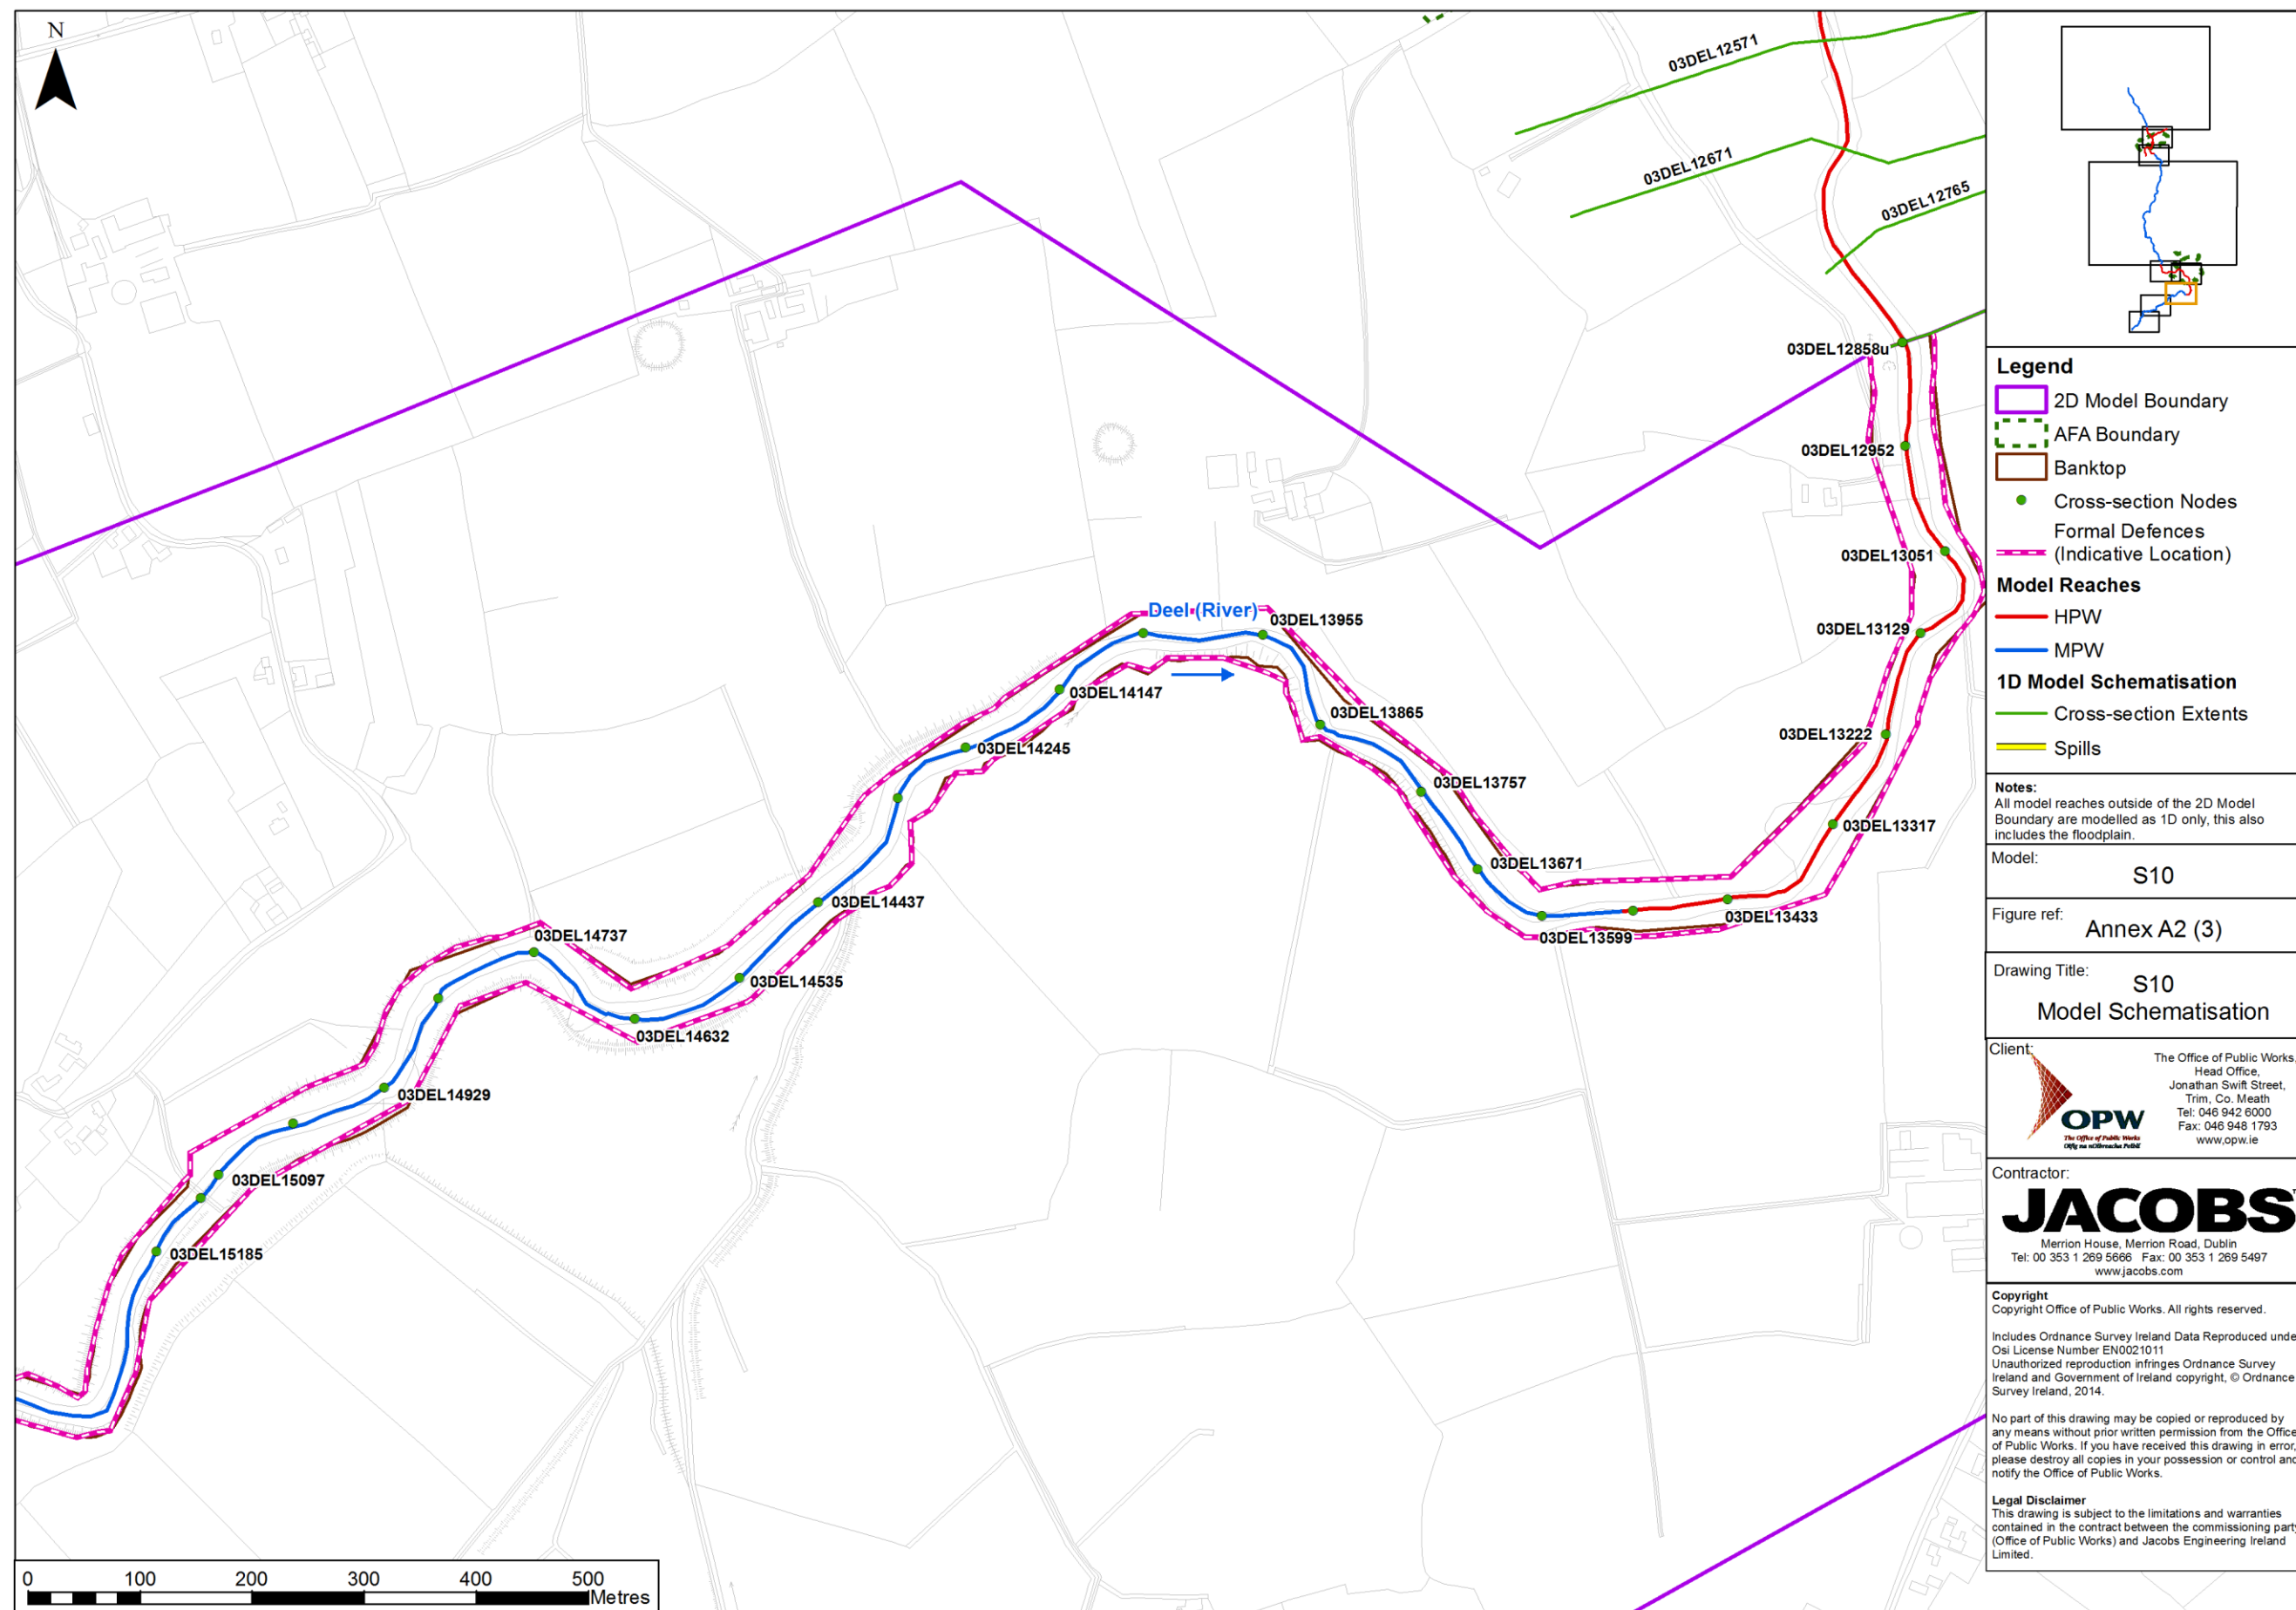 N
03DEL12571
03DEL12671
03DEL12765
03DEL12858u
03DEL12952
03DEL13051
03DEL13129
03DEL13222
03DEL13317
03DEL13433
03DEL13599
03DEL13671
03DEL13757
03DEL13865
03DEL13955
Deel (River)
03DEL14147
03DEL14245
03DEL14437
03DEL14535
03DEL14632
03DEL14737
03DEL14929
03DEL15097
03DEL15185
0 100 200 300 400 500
Metres
Legend
2D Model Boundary
AFA Boundary
Banktop
Cross-section Nodes
Formal Defences
(Indicative Location)
Model Reaches
HPW
MPW
1D Model Schematisation
Cross-section Extents
Spills
Notes:
All model reaches outside of the 2D Model
Boundary are modelled as 1D only, this also
includes the floodplain.
Model:
S10
Figure ref:
Annex A2 (3)
Drawing Title:
S10
Model Schematisation
Client:
The Office of Public Works,
Head Office,
Jonathan Swift Street,
Trim, Co. Meath
Tel: 046 942 6000
Fax: 046 948 1793
www.opw.ie
OPW
The Office of Public Works
Oifig na nOibreacha Poiblí
Contractor:
JACOBS
Merrion House, Merrion Road, Dublin
Tel: 00 353 1 269 5666 Fax: 00 353 1 269 5497
www.jacobs.com
Copyright
Copyright Office of Public Works. All rights reserved.
Includes Ordnance Survey Ireland Data Reproduced unde
Osi License Number EN0021011
Unauthorized reproduction infringes Ordnance Survey
Ireland and Government of Ireland copyright, © Ordnance
Survey Ireland, 2014.
No part of this drawing may be copied or reproduced by
any means without prior written permission from the Office
of Public Works. If you have received this drawing in error,
please destroy all copies in your possession or control and
notify the Office of Public Works.
Legal Disclaimer
This drawing is subject to the limitations and warranties
contained in the contract between the commissioning party
(Office of Public Works) and Jacobs Engineering Ireland
Limited.